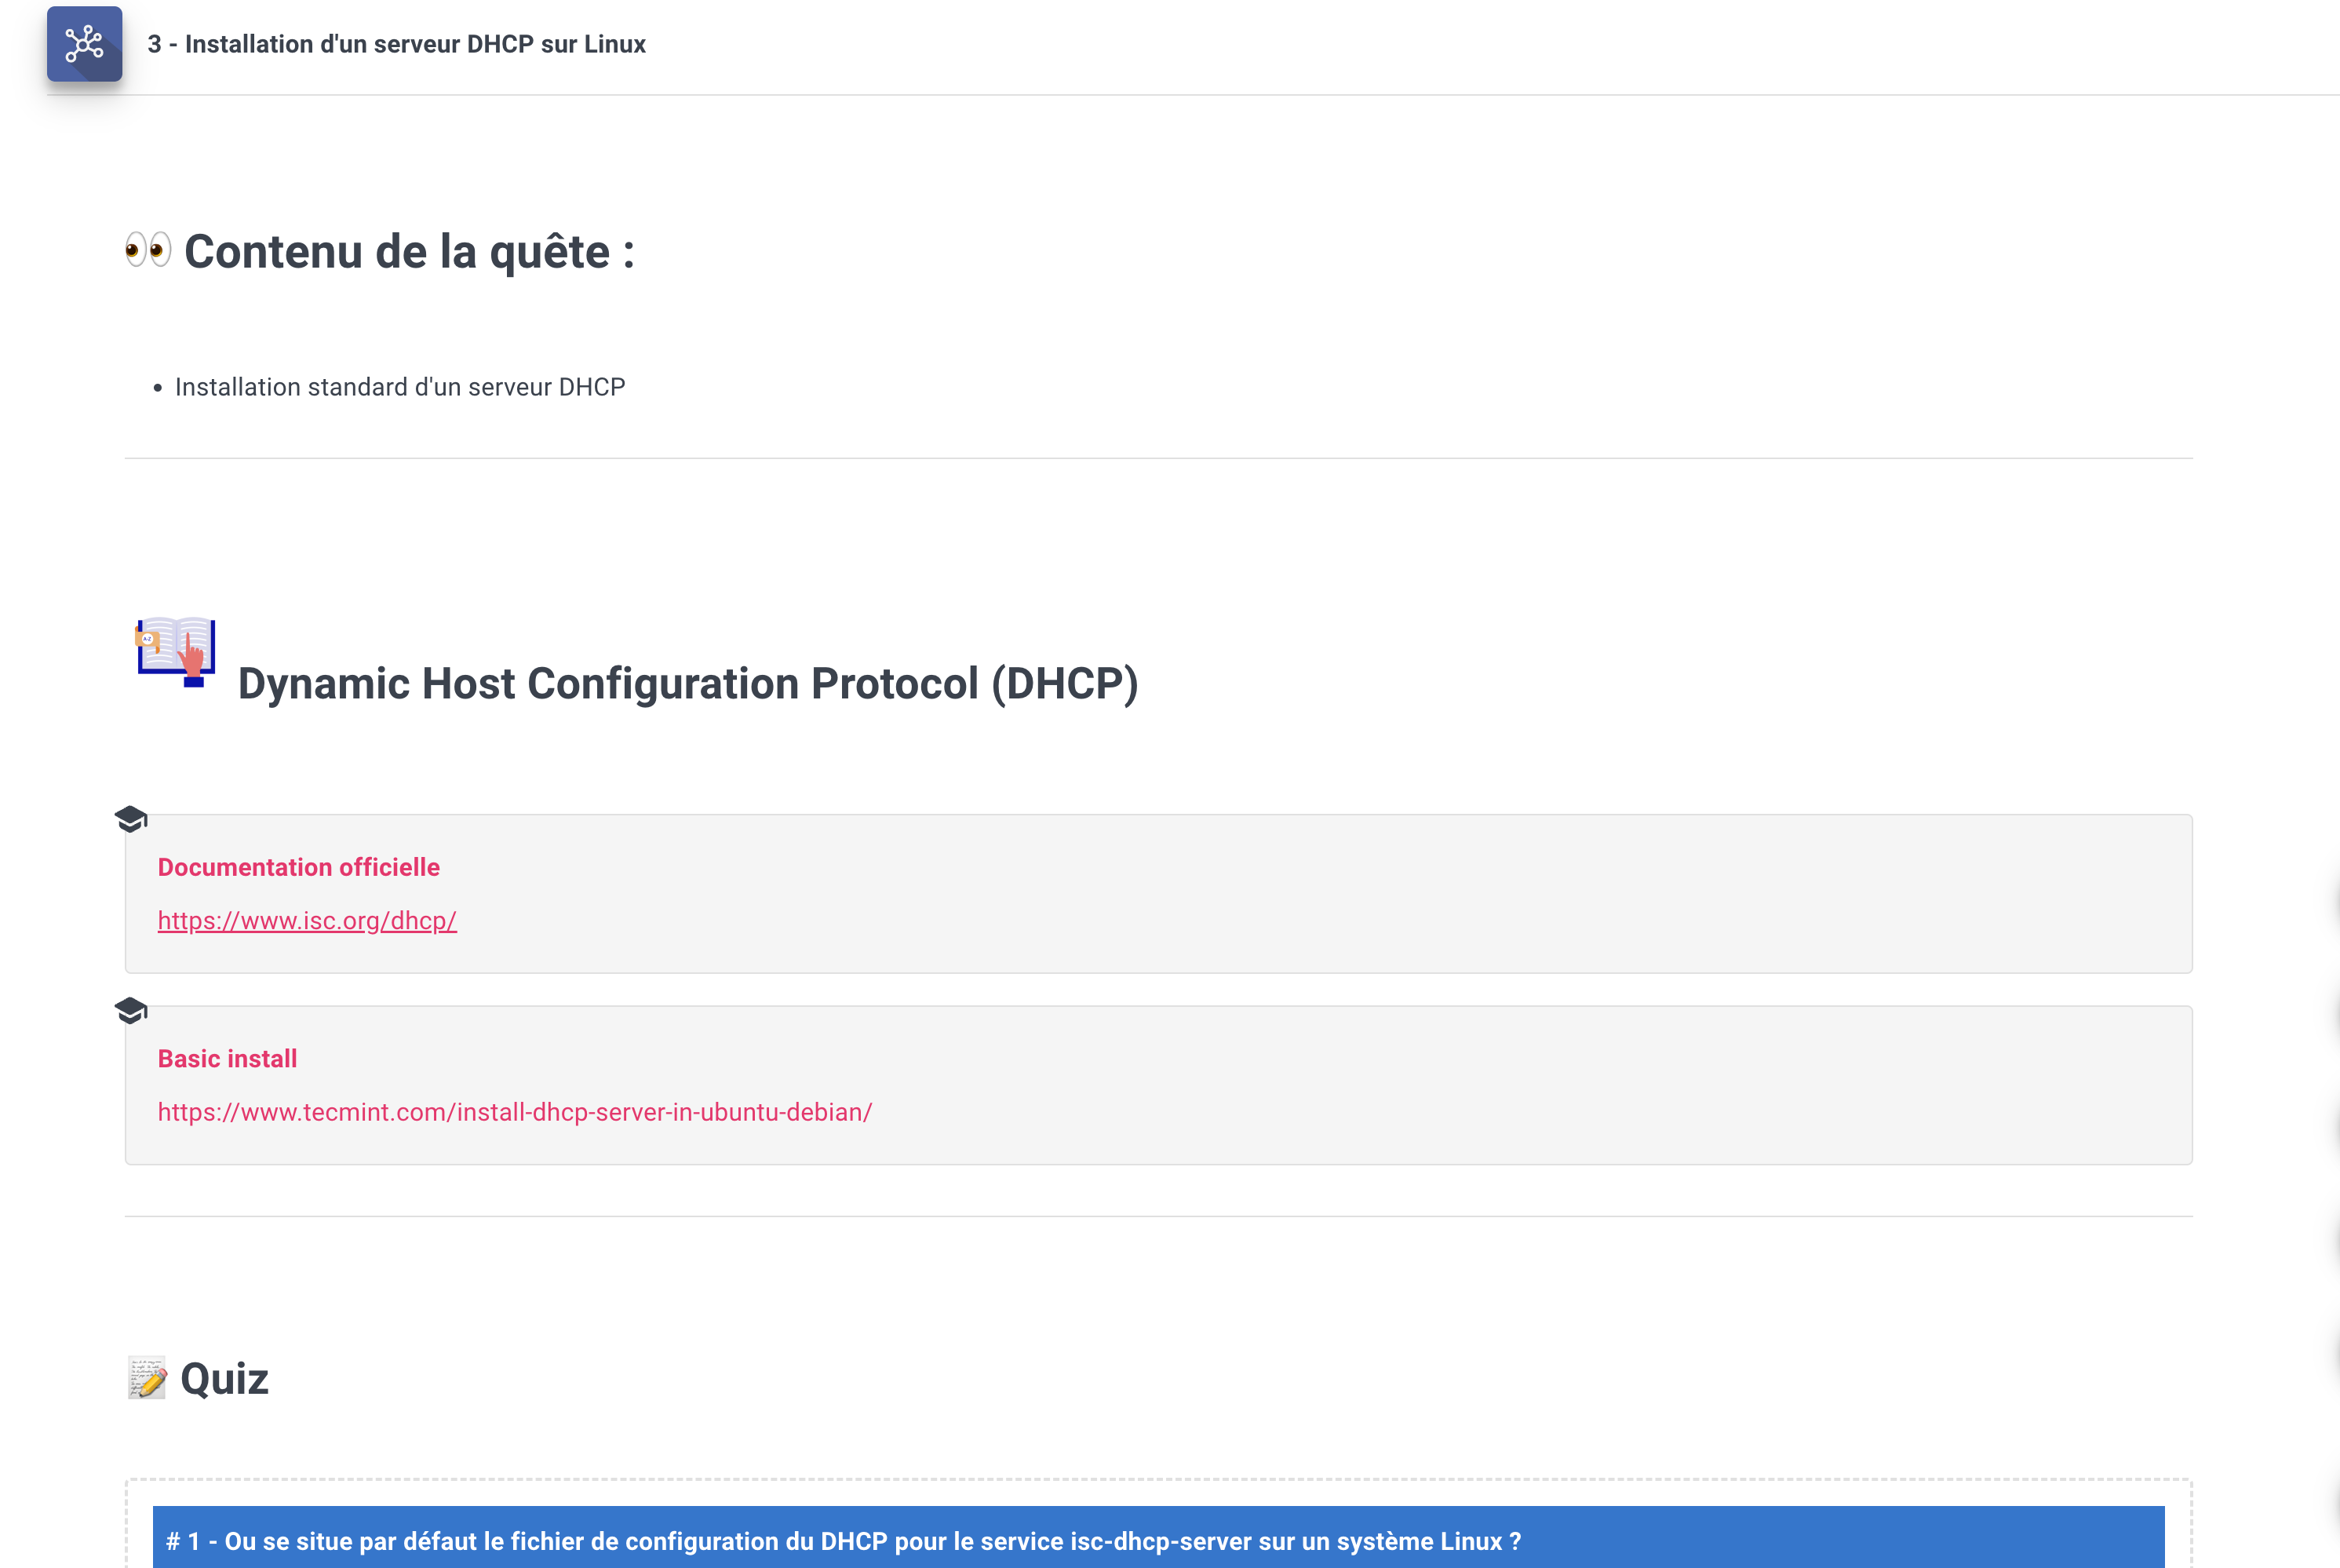 3 - Installation d'un serveur DHCP sur Linux
👀 Contenu de la quête :
• Installation standard d'un serveur DHCP
A-Z
Dynamic Host Configuration Protocol (DHCP)
Documentation officielle
https://www.isc.org/dhcp/
Basic install
https://www.tecmint.com/install-dhcp-server-in-ubuntu-debian/
📝 Quiz
# 1 - Ou se situe par défaut le fichier de configuration du DHCP pour le service isc-dhcp-server sur un système Linux ?